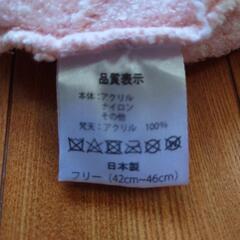 品質表示
本体：アクリル
ナイロン
その他
梵天：アクリル 100%
日本製
フリー（42cm~46cm）